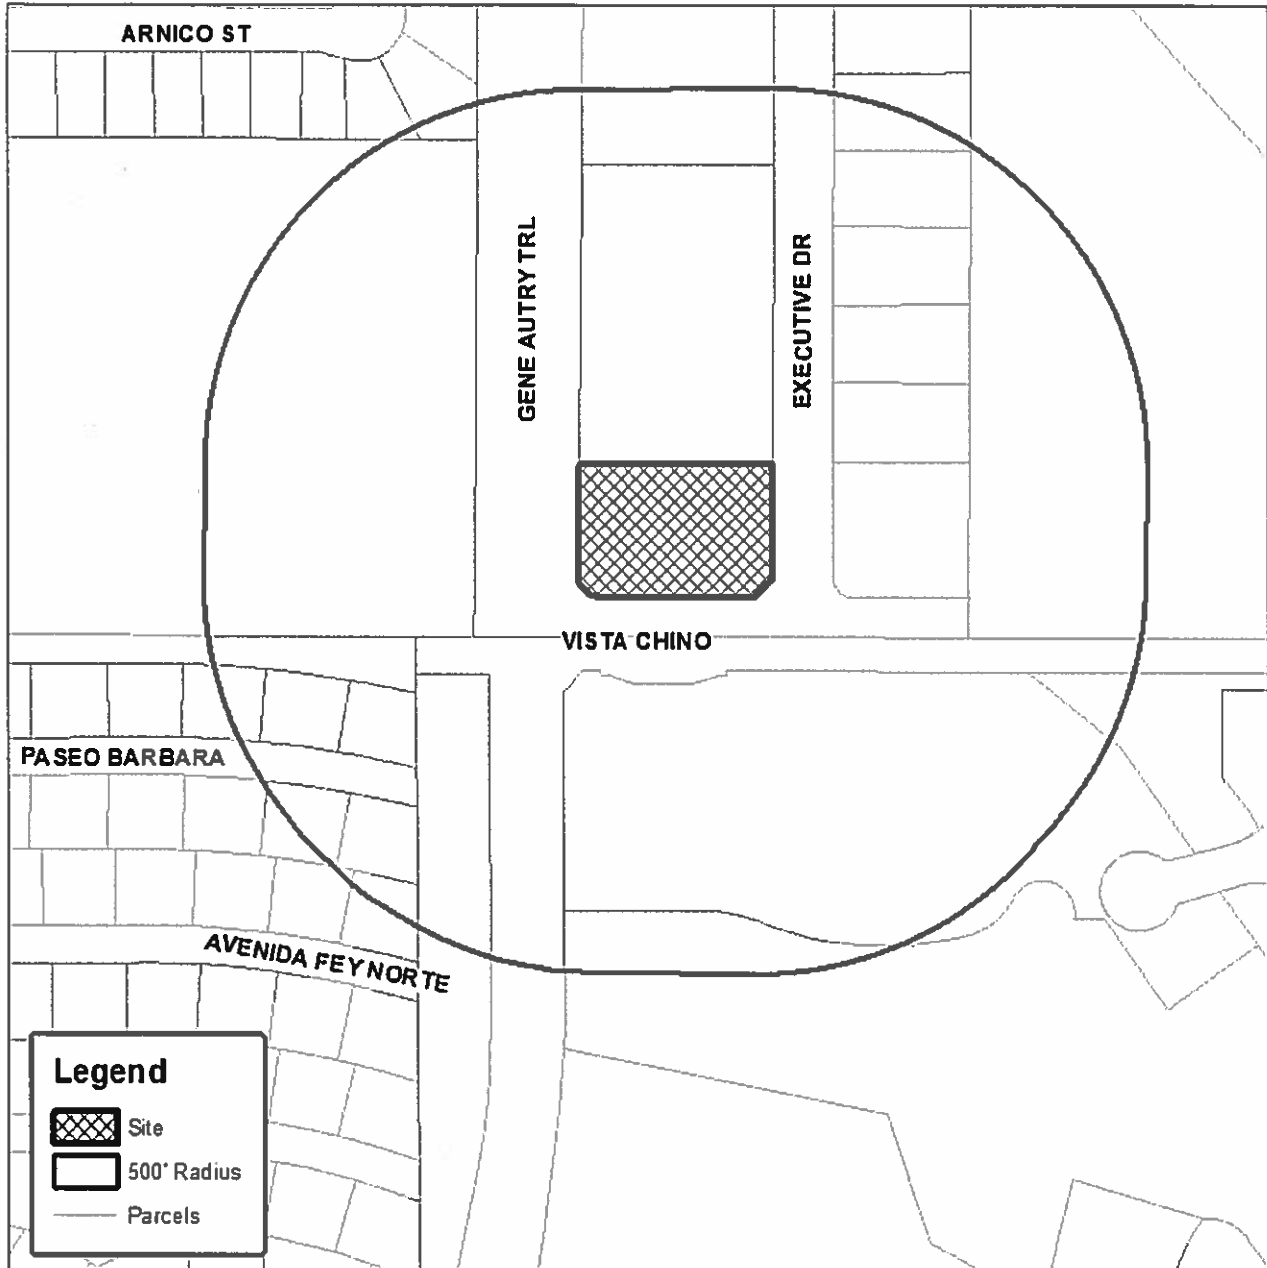 ARNICO ST
GENE AUTRY TRL
EXECUTIVE DR
VISTA CHINO
PASEO BARBARA
AVENIDA FEY NORTE
Legend
Site
500' Radius
Parcels